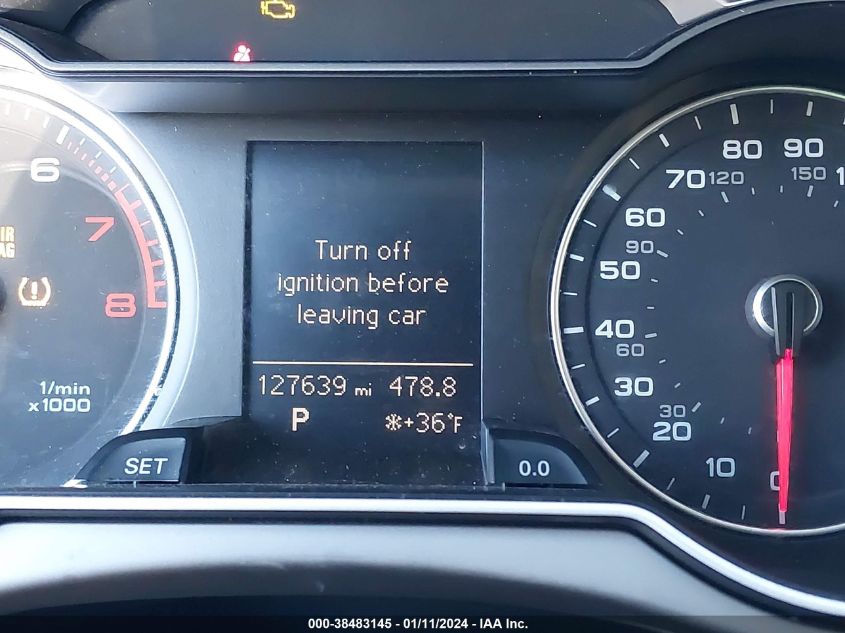 6
7
8
IR
AG
1/min
x1000
SET
Turn off
ignition before
leaving car
127639 mi 478.8
P ❄+36°F
0.0
80 90
70 120 150
60
90
50
40
60
30
30
20
10
0
000-38483145 - 01/11/2024 - IAA Inc.